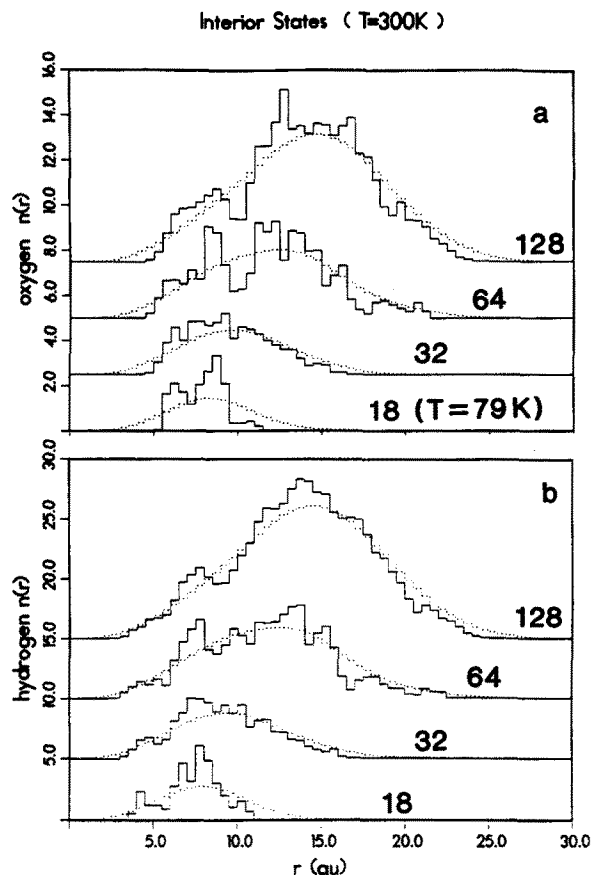 Interior States ( T=300K )
16.0
14.0
12.0
10.0
8.0
6.0
4.0
2.0
oxygen n(r)
a
128
64
32
18 (T=79K)
30.0
25.0
20.0
15.0
10.0
5.0
hydrogen n(r)
b
128
64
32
18
5.0 10.0 15.0 20.0 25.0 30.0
r (au)